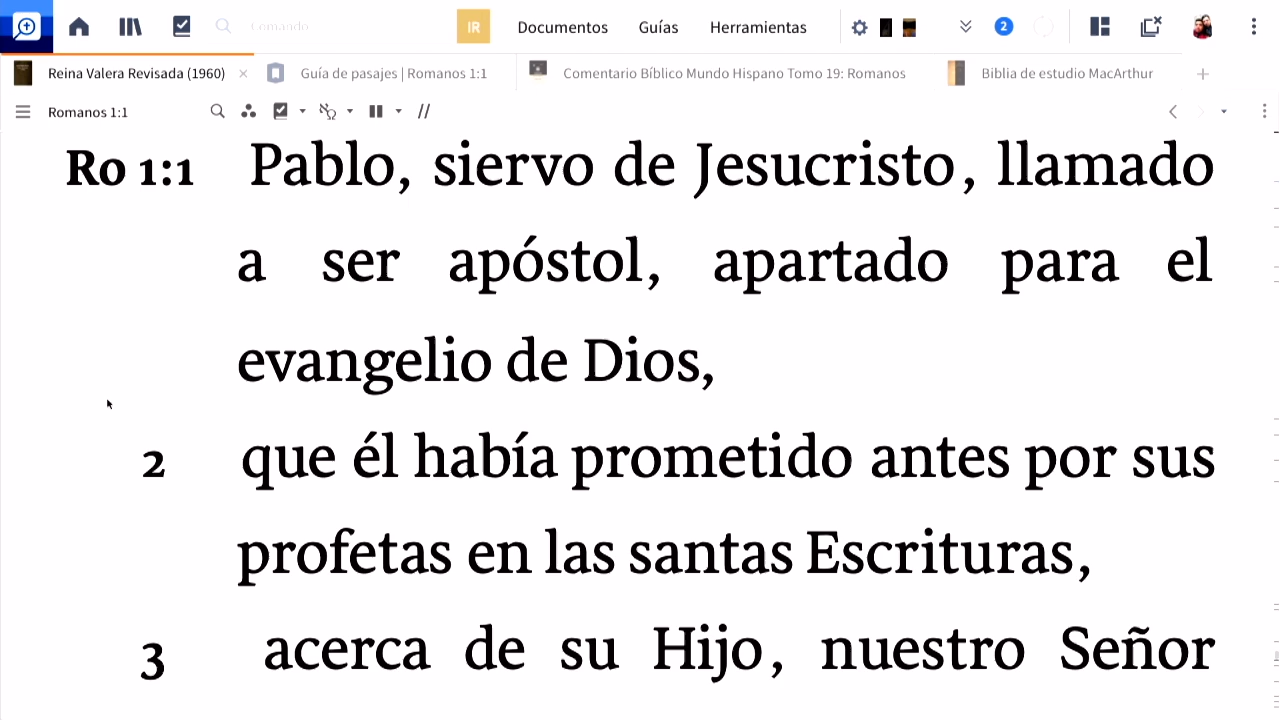 Comando
IR
Documentos
Guías
Herramientas
2
Reina Valera Revisada (1960)
Guía de pasajes | Romanos 1:1
Comentario Bíblico Mundo Hispano Tomo 19: Romanos
Biblia de estudio MacArthur
Romanos 1:1
Ro 1:1 Pablo, siervo de Jesucristo, llamado
a ser apóstol, apartado para el
evangelio de Dios,
2 que él había prometido antes por sus
profetas en las santas Escrituras,
3 acerca de su Hijo, nuestro Señor